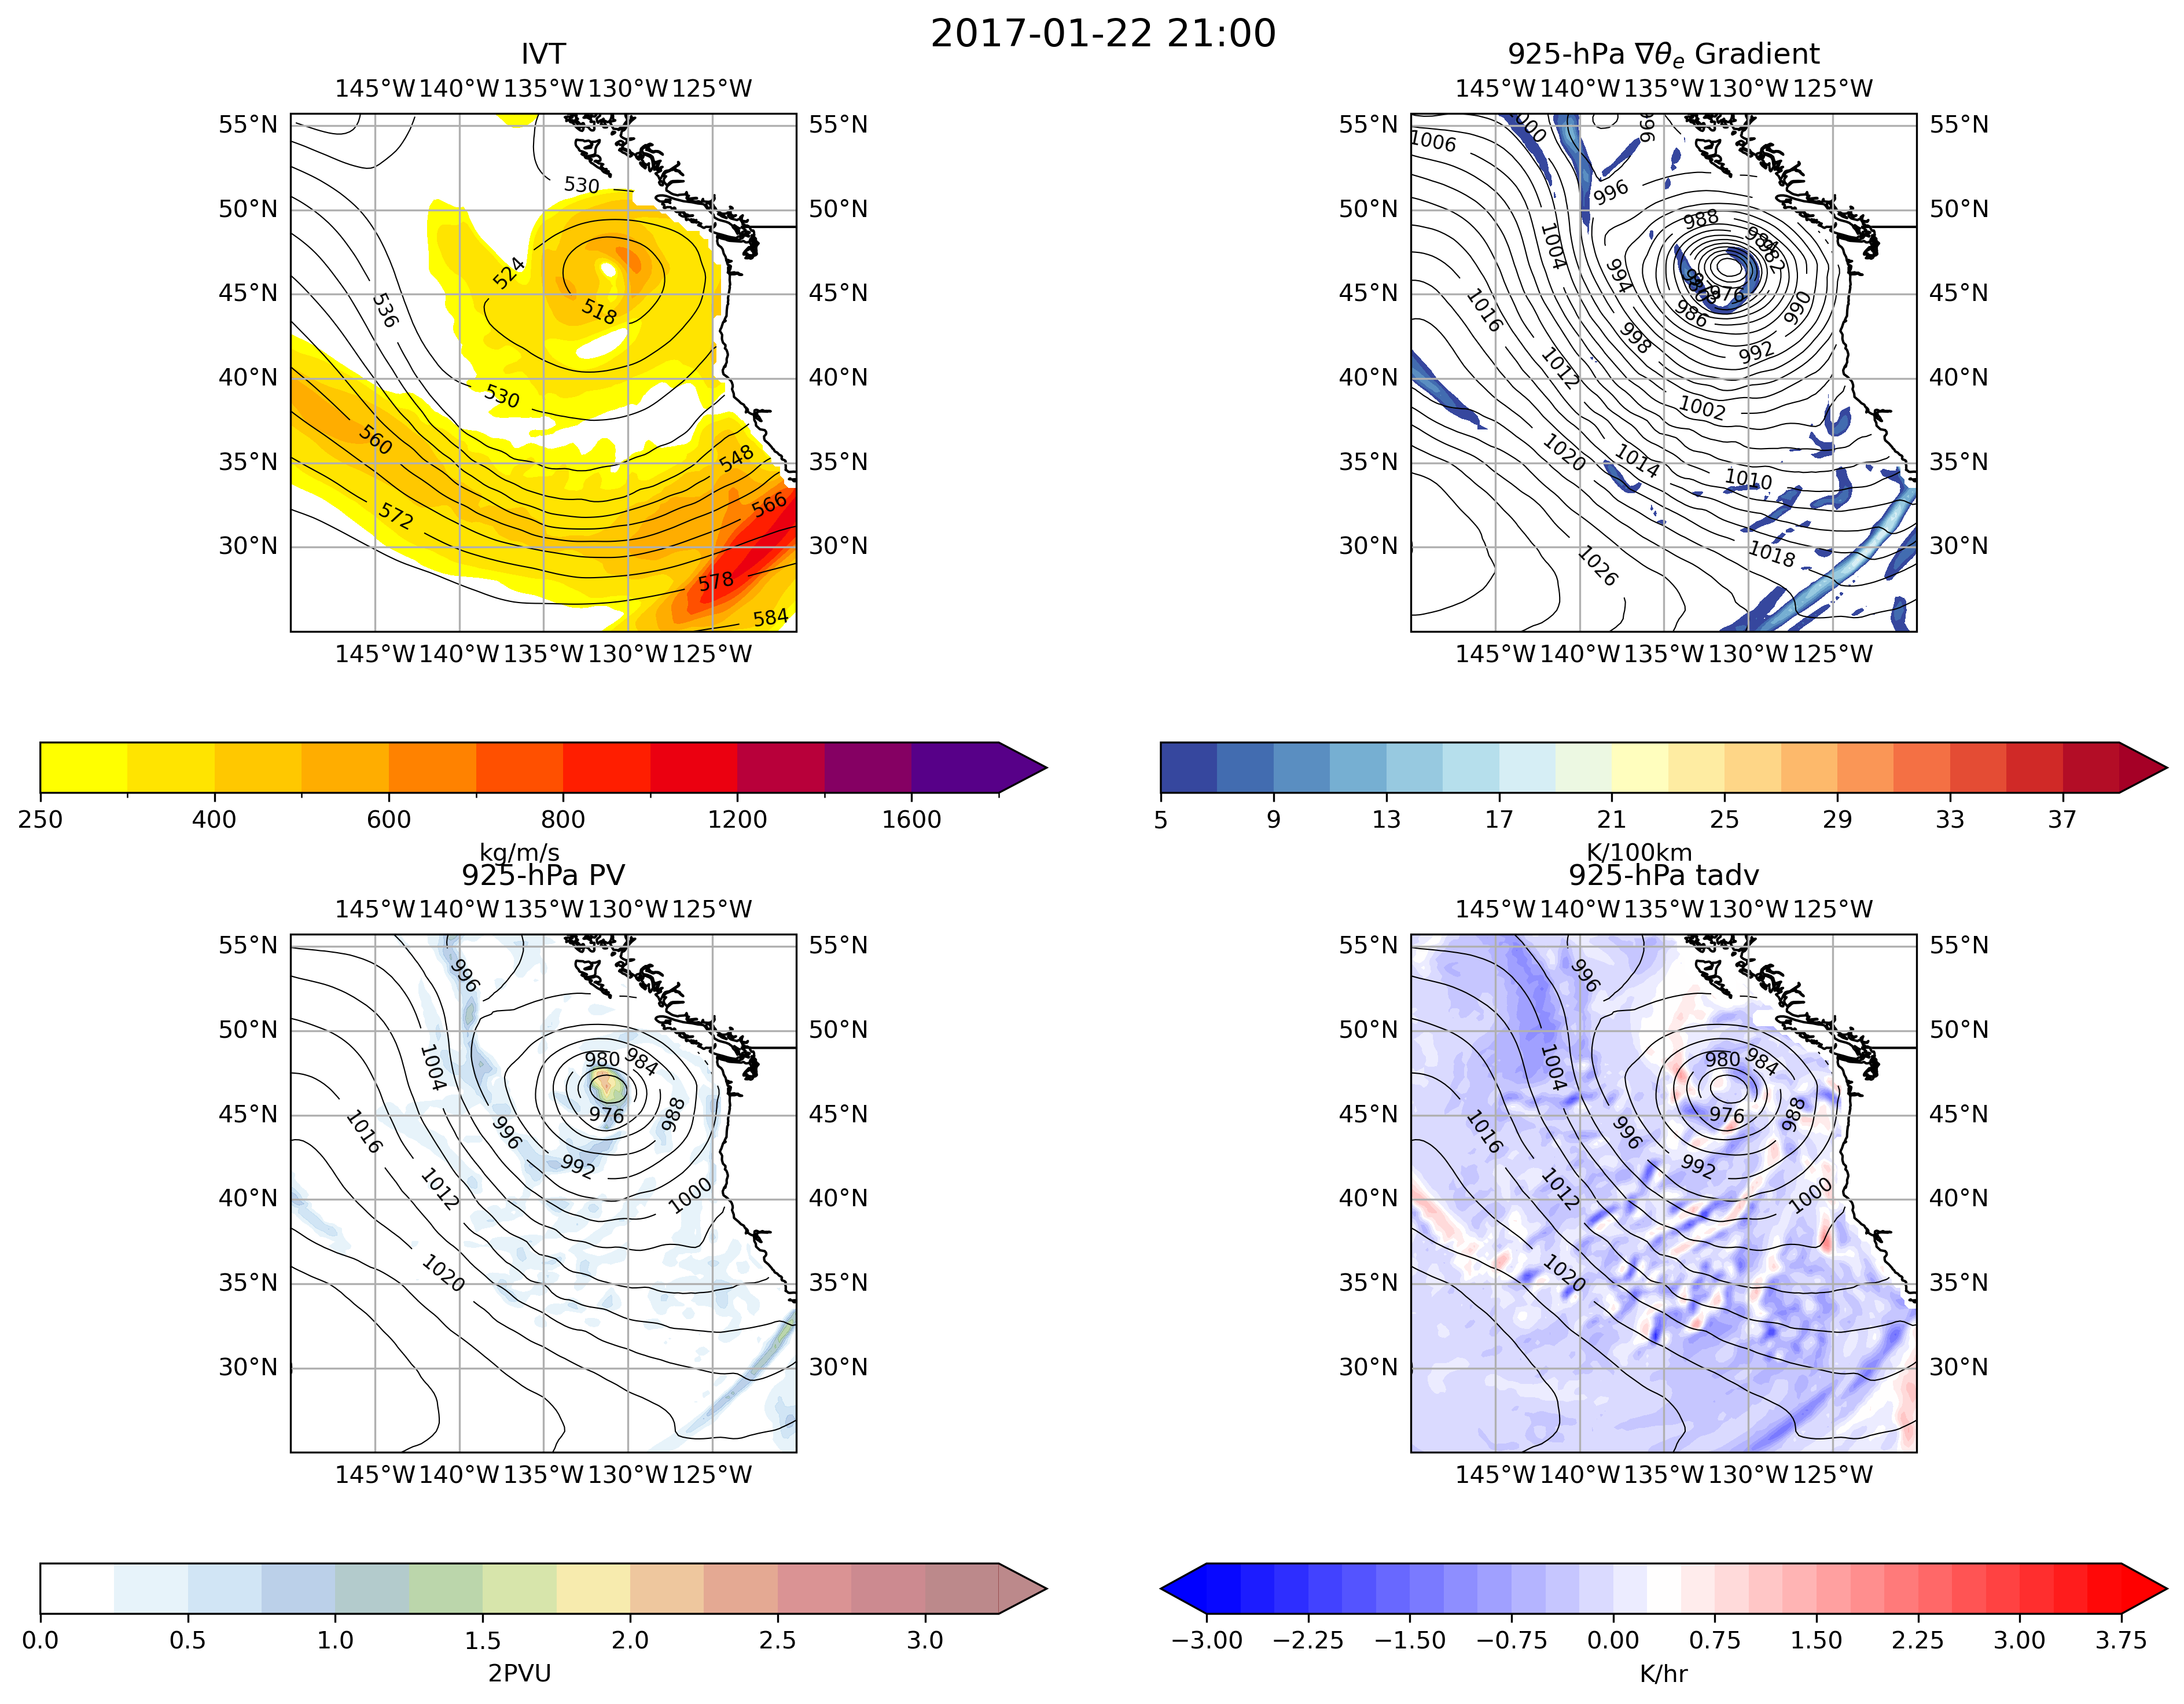 2017-01-22 21:00
IVT
145°W 140°W 135°W 130°W 125°W
55°N 55°N
50°N 50°N
45°N 45°N
40°N 40°N
35°N 35°N
30°N 30°N
530
524
518
536
530
560
548
566
572
578
584
145°W 140°W 135°W 130°W 125°W
250 400 600 800 1200 1600
kg/m/s
925-hPa ∇θe Gradient
145°W 140°W 135°W 130°W 125°W
55°N 55°N
50°N 50°N
45°N 45°N
40°N 40°N
35°N 35°N
30°N 30°N
1006
996
996
988
982
1004
994
976
990
986
1016
998
992
1012
1002
1020
1014
1010
1018
1026
145°W 140°W 135°W 130°W 125°W
5 9 13 17 21 25 29 33 37
K/100km
925-hPa PV
145°W 140°W 135°W 130°W 125°W
55°N 55°N
50°N 50°N
45°N 45°N
40°N 40°N
35°N 35°N
30°N 30°N
996
980
984
1004
976
988
1016
996
992
1012
1000
1020
145°W 140°W 135°W 130°W 125°W
0.0 0.5 1.0 1.5 2.0 2.5 3.0
2PVU
925-hPa tadv
145°W 140°W 135°W 130°W 125°W
55°N 55°N
50°N 50°N
45°N 45°N
40°N 40°N
35°N 35°N
30°N 30°N
996
980
984
1004
976
988
1016
996
992
1012
1000
1020
145°W 140°W 135°W 130°W 125°W
−3.00 −2.25 −1.50 −0.75 0.00 0.75 1.50 2.25 3.00 3.75
K/hr